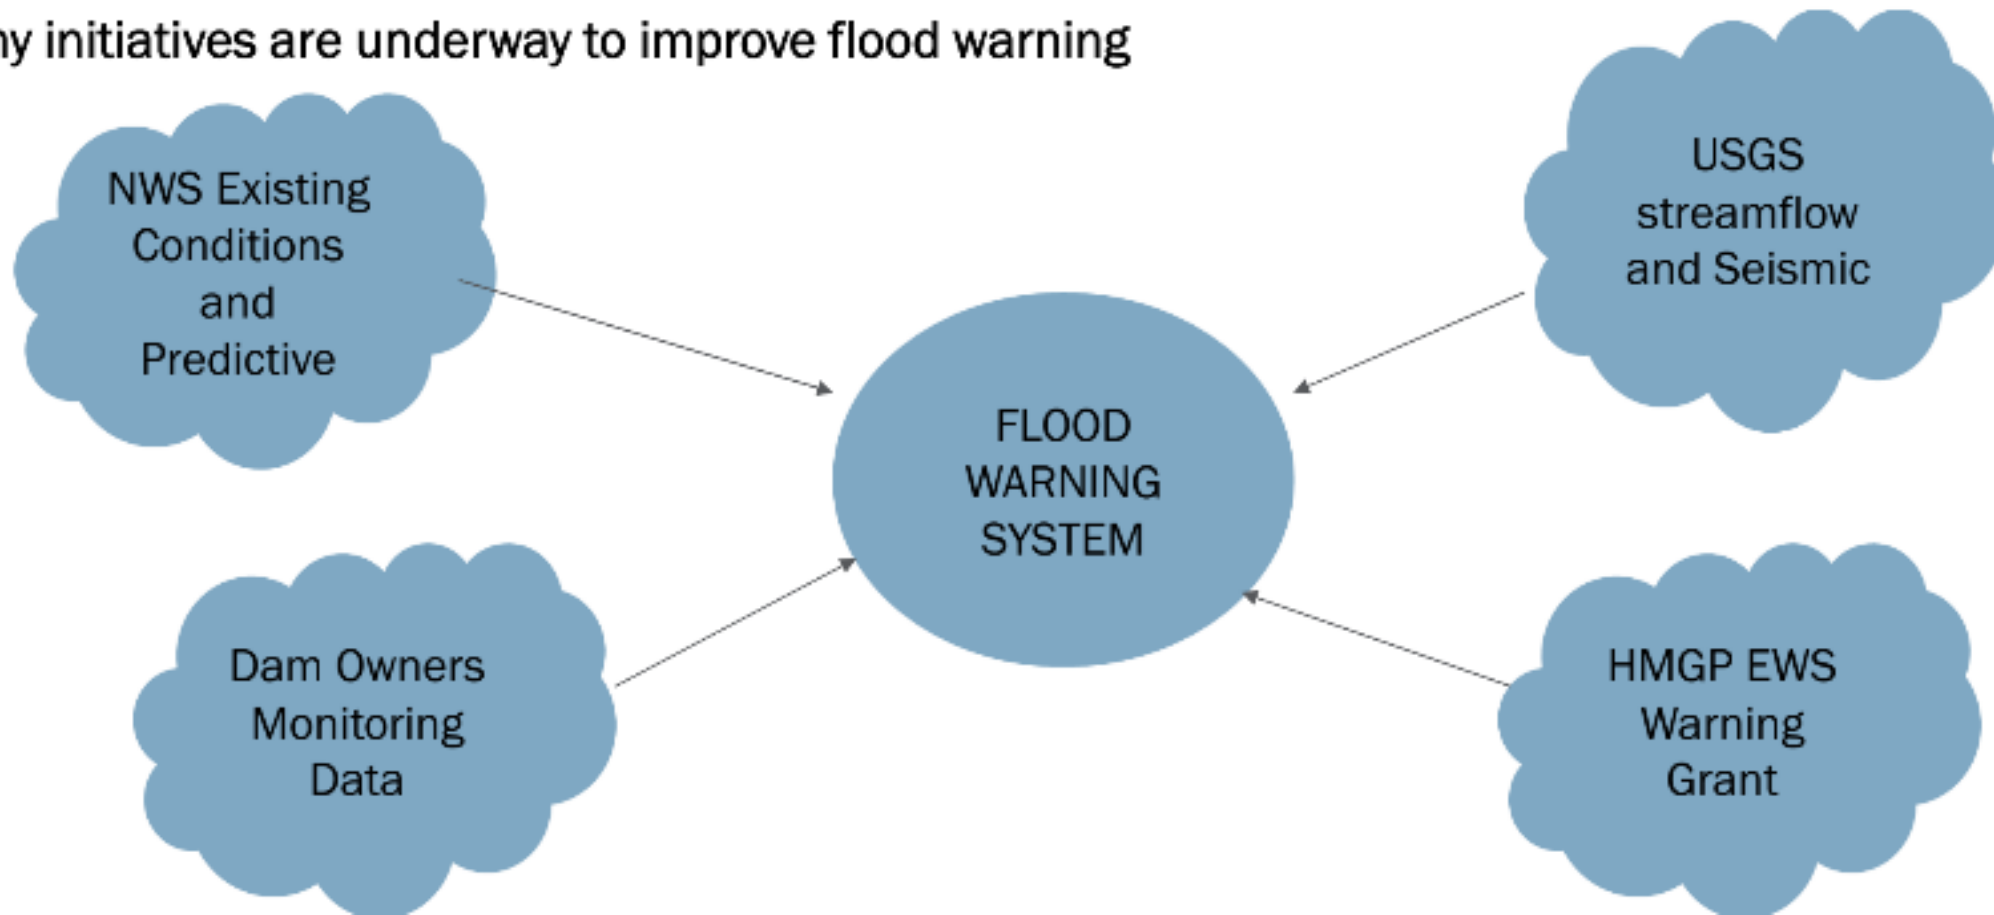 initiatives are underway to improve flood warning
NWS Existing
Conditions
and
Predictive
USGS
streamflow
and Seismic
FLOOD
WARNING
SYSTEM
Dam Owners
Monitoring
Data
HMGP EWS
Warning
Grant